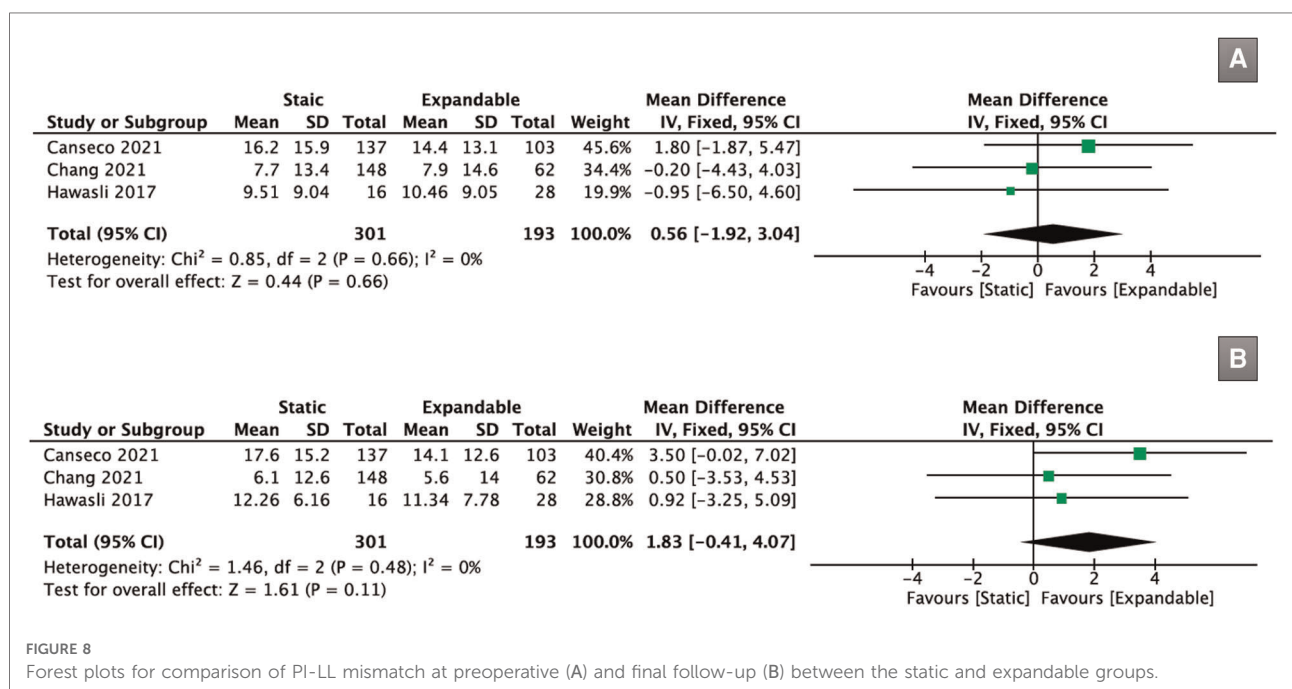 A
Staic Expandable Mean Difference Mean Difference
Study or Subgroup Mean SD Total Mean SD Total Weight IV, Fixed, 95% CI IV, Fixed, 95% CI
Canseco 2021 16.2 15.9 137 14.4 13.1 103 45.6% 1.80 [−1.87, 5.47]
Chang 2021 7.7 13.4 148 7.9 14.6 62 34.4% −0.20 [−4.43, 4.03]
Hawasli 2017 9.51 9.04 16 10.46 9.05 28 19.9% −0.95 [−6.50, 4.60]
Total (95% CI) 301 193 100.0% 0.56 [−1.92, 3.04]
Heterogeneity: Chi² = 0.85, df = 2 (P = 0.66); I² = 0%
Test for overall effect: Z = 0.44 (P = 0.66)
−4 −2 0 2 4
Favours [Static] Favours [Expandable]
B
Static Expandable Mean Difference Mean Difference
Study or Subgroup Mean SD Total Mean SD Total Weight IV, Fixed, 95% CI IV, Fixed, 95% CI
Canseco 2021 17.6 15.2 137 14.1 12.6 103 40.4% 3.50 [−0.02, 7.02]
Chang 2021 6.1 12.6 148 5.6 14 62 30.8% 0.50 [−3.53, 4.53]
Hawasli 2017 12.26 6.16 16 11.34 7.78 28 28.8% 0.92 [−3.25, 5.09]
Total (95% CI) 301 193 100.0% 1.83 [−0.41, 4.07]
Heterogeneity: Chi² = 1.46, df = 2 (P = 0.48); I² = 0%
Test for overall effect: Z = 1.61 (P = 0.11)
−4 −2 0 2 4
Favours [Static] Favours [Expandable]
FIGURE 8
Forest plots for comparison of PI-LL mismatch at preoperative (A) and final follow-up (B) between the static and expandable groups.